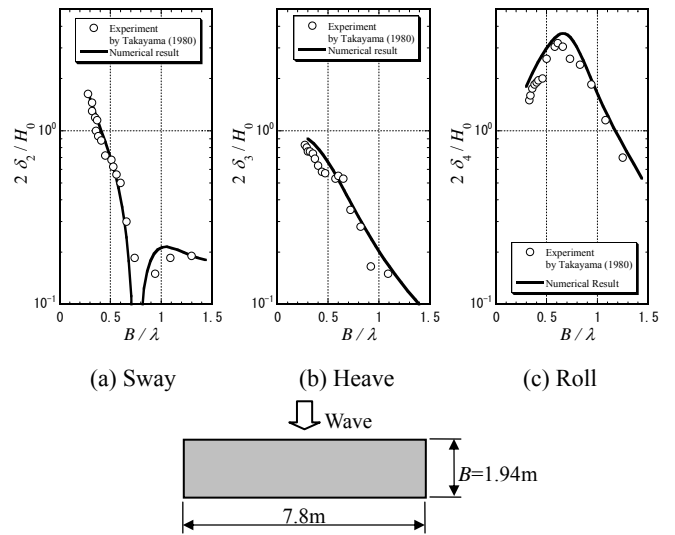 Experiment
by Takayama (1980)
Numerical result
2 δ₂/H₀
10⁰
10⁻¹
0 0.5 1 1.5
B/λ
(a) Sway
Experiment
by Takayama (1980)
Numerical result
2 δ₃/H₀
10⁰
10⁻¹
0 0.5 1 1.5
B/λ
(b) Heave
2 δ₄/H₀
10⁰
Experiment
by Takayama (1980)
Numerical Result
10⁻¹
0 0.5 1 1.5
B/λ
(c) Roll
Wave
B=1.94m
7.8m